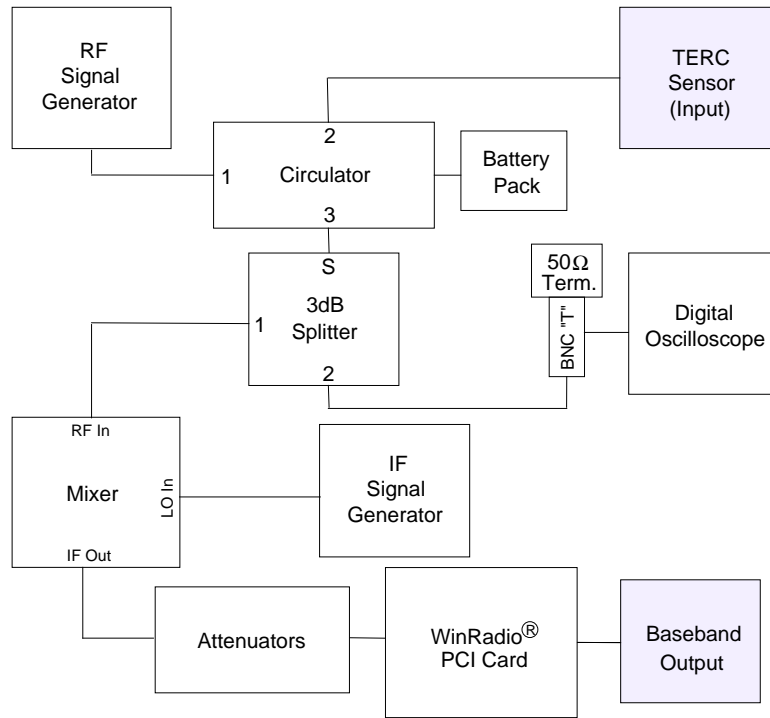 RF
Signal
Generator
TERC
Sensor
(Input)
2
1
Circulator
3
Battery
Pack
S
3dB
Splitter
1
2
50Ω
Term.
BNC "T"
Digital
Oscilloscope
RF In
Mixer
LO In
IF Out
IF
Signal
Generator
Attenuators
WinRadio®
PCI Card
Baseband
Output